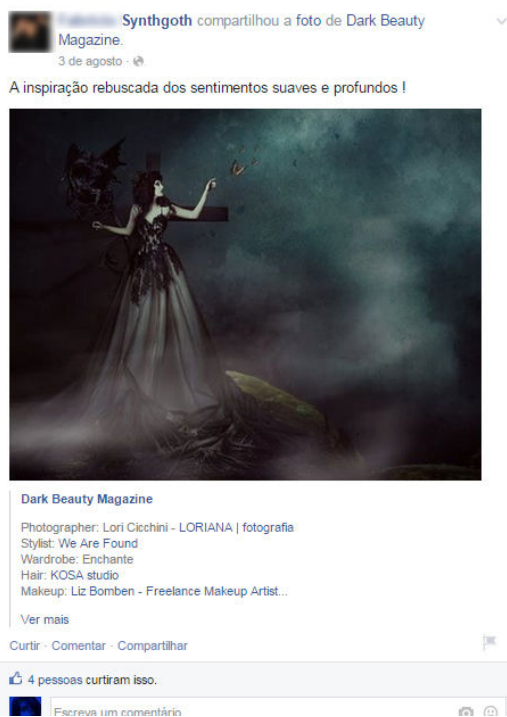 Synthgoth compartilhou a foto de Dark Beauty
Magazine.
3 de agosto ·
A inspiração rebuscada dos sentimentos suaves e profundos !
Dark Beauty Magazine
Photographer: Lori Cicchini - LORIANA | fotografia
Stylist: We Are Found
Wardrobe: Enchante
Hair: KOSA studio
Makeup: Liz Bomben - Freelance Makeup Artist...
Ver mais
Curtir · Comentar · Compartilhar
4 pessoas curtiram isso.
Escreva um comentário